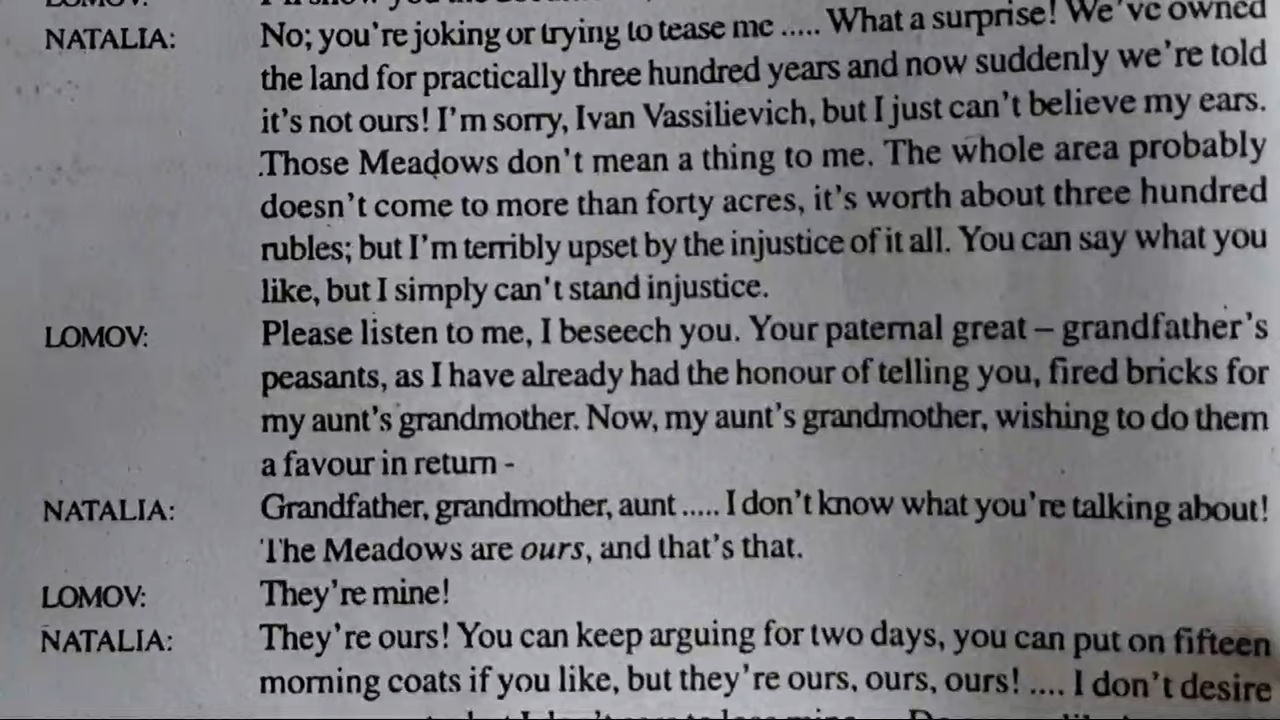 NATALIA: No; you're joking or trying to tease me ..... What a surprise! We've owned
the land for practically three hundred years and now suddenly we're told
it's not ours! I'm sorry, Ivan Vassilievich, but I just can't believe my ears.
Those Meadows don't mean a thing to me. The whole area probably
doesn't come to more than forty acres, it's worth about three hundred
rubles; but I'm terribly upset by the injustice of it all. You can say what you
like, but I simply can't stand injustice.
LOMOV: Please listen to me, I beseech you. Your paternal great – grandfather's
peasants, as I have already had the honour of telling you, fired bricks for
my aunt's grandmother. Now, my aunt's grandmother, wishing to do them
a favour in return -
NATALIA: Grandfather, grandmother, aunt ..... I don't know what you're talking about!
The Meadows are ours, and that's that.
LOMOV: They're mine!
NATALIA: They're ours! You can keep arguing for two days, you can put on fifteen
morning coats if you like, but they're ours, ours, ours! .... I don't desire